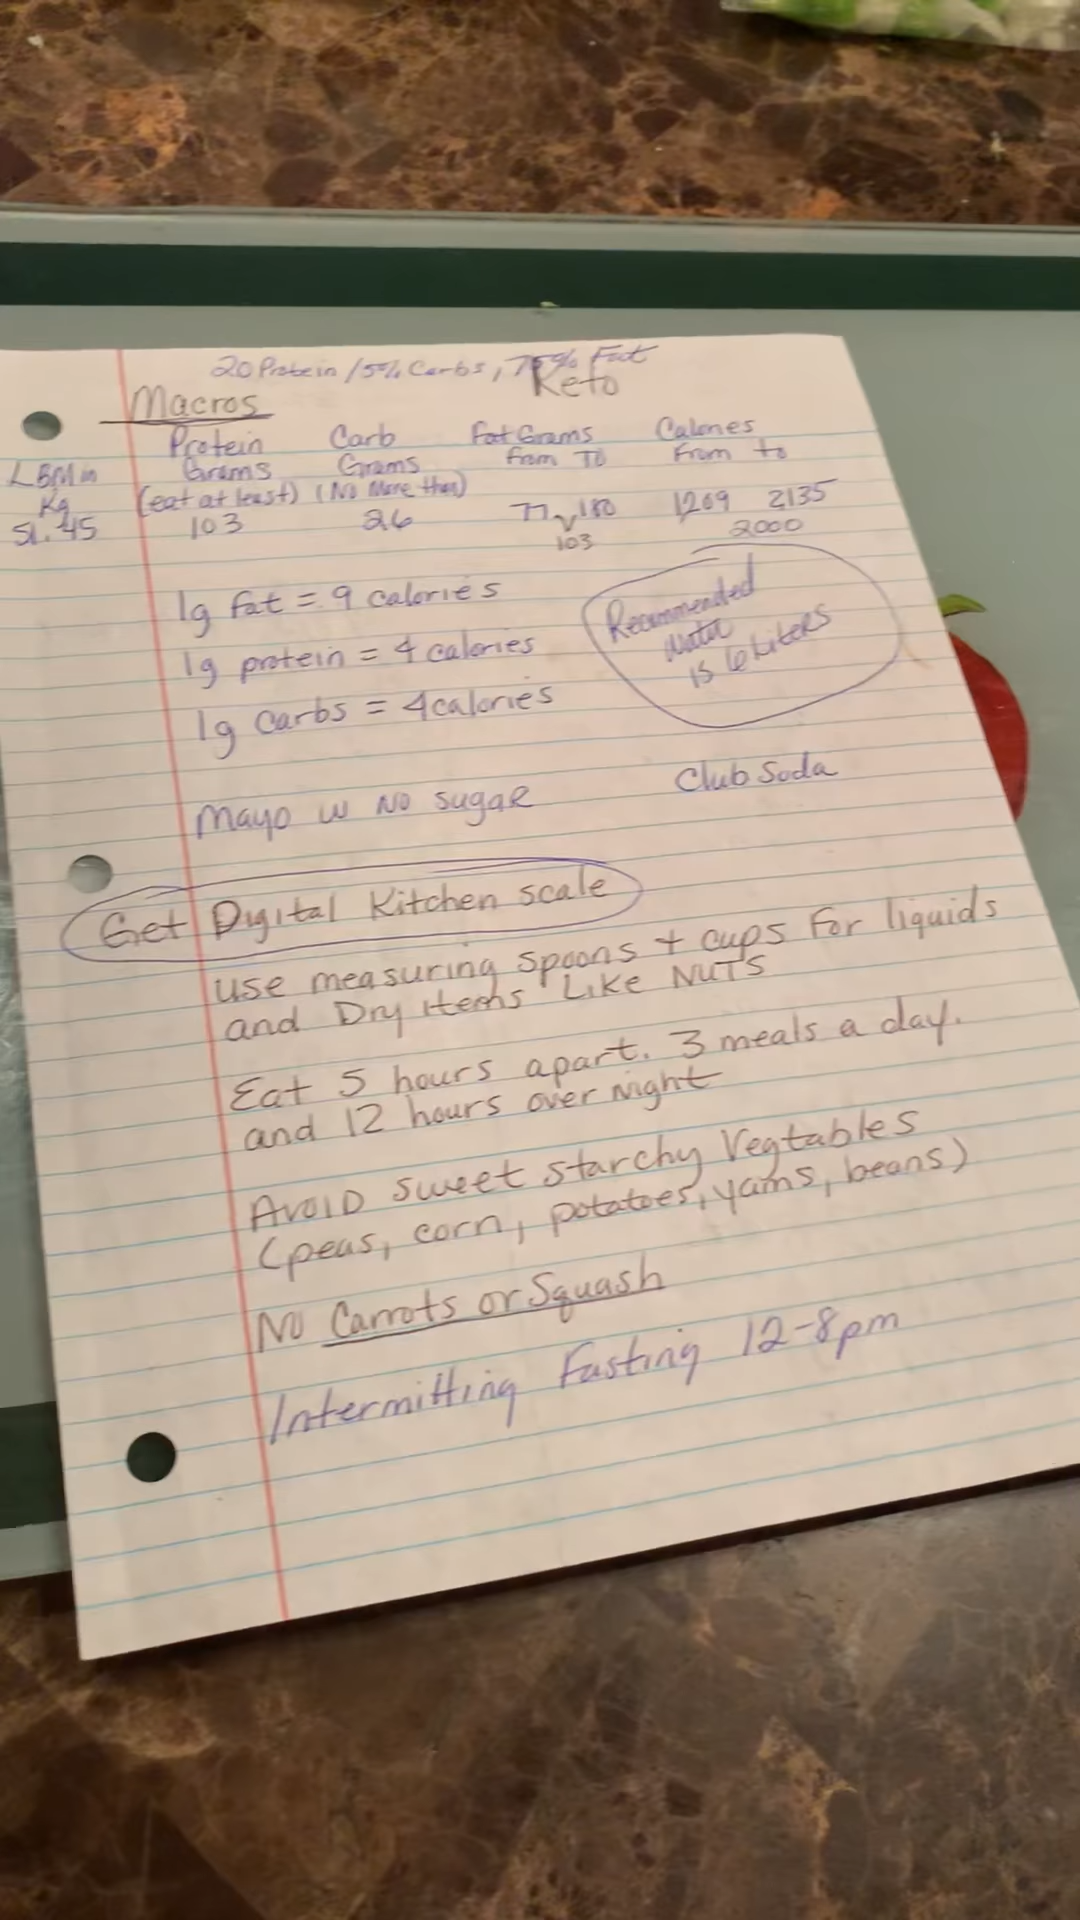 20 Protein / 5% Carbs, 75% Fat
Keto
Macros
Protein Carb Fat Grams Calories
LBM in Grams Grams From To From to
Kg (eat at least) (No More than)
51.45 103 26 77 180 1269 2135
103 2000
1g fat = 9 calories
1g protein = 4 calories
1g carbs = 4 calories
Recommended
water
is 6 liters
Mayo w No sugar
Club Soda
Get Digital Kitchen scale
use measuring spoons + cups for liquids
and Dry items Like NUTS
Eat 5 hours apart. 3 meals a day.
and 12 hours over night
Avoid sweet starchy Vegtables
(peas, corn, potatoes, yams, beans)
No Carrots or Squash
Intermitting Fasting 12-8pm